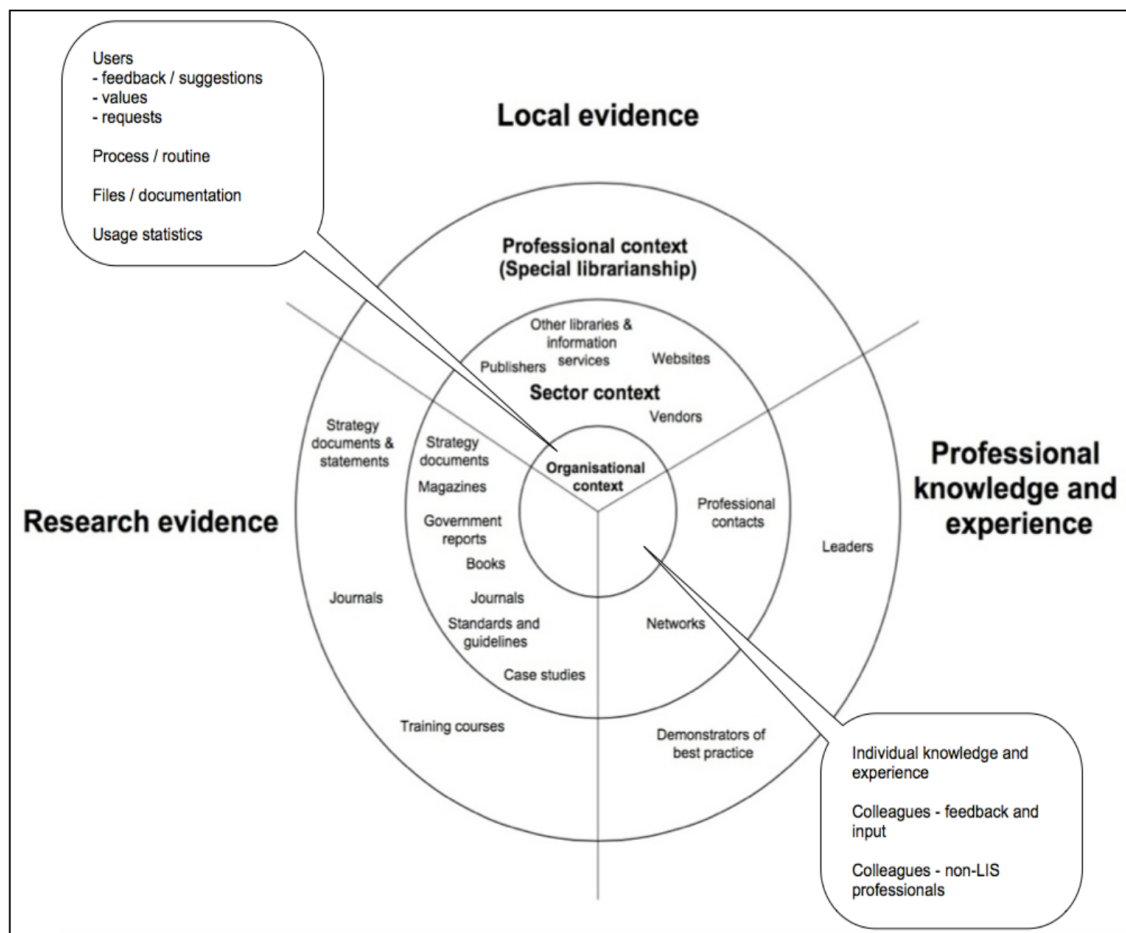 Users
- feedback / suggestions
- values
- requests
Process / routine
Files / documentation
Usage statistics
Local evidence
Professional context
(Special librarianship)
Other libraries &
information
services
Publishers
Websites
Sector context
Vendors
Organisational
context
Research evidence
Strategy
documents &
statements
Journals
Training courses
Strategy
documents
Magazines
Government
reports
Books
Journals
Standards and
guidelines
Case studies
Professional
knowledge and
experience
Professional
contacts
Networks
Leaders
Demonstrators of
best practice
Individual knowledge and
experience
Colleagues - feedback and
input
Colleagues - non-LIS
professionals